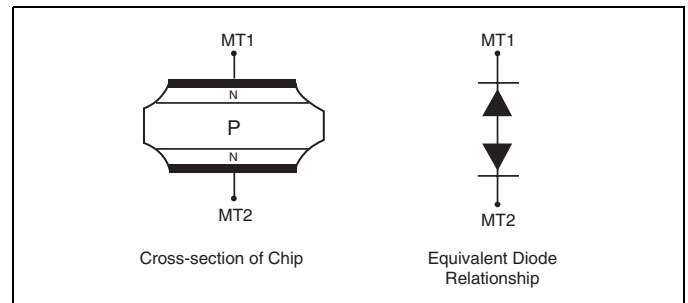 MT1
N
P
N
MT2
Cross-section of Chip
MT1
MT2
Equivalent Diode
Relationship